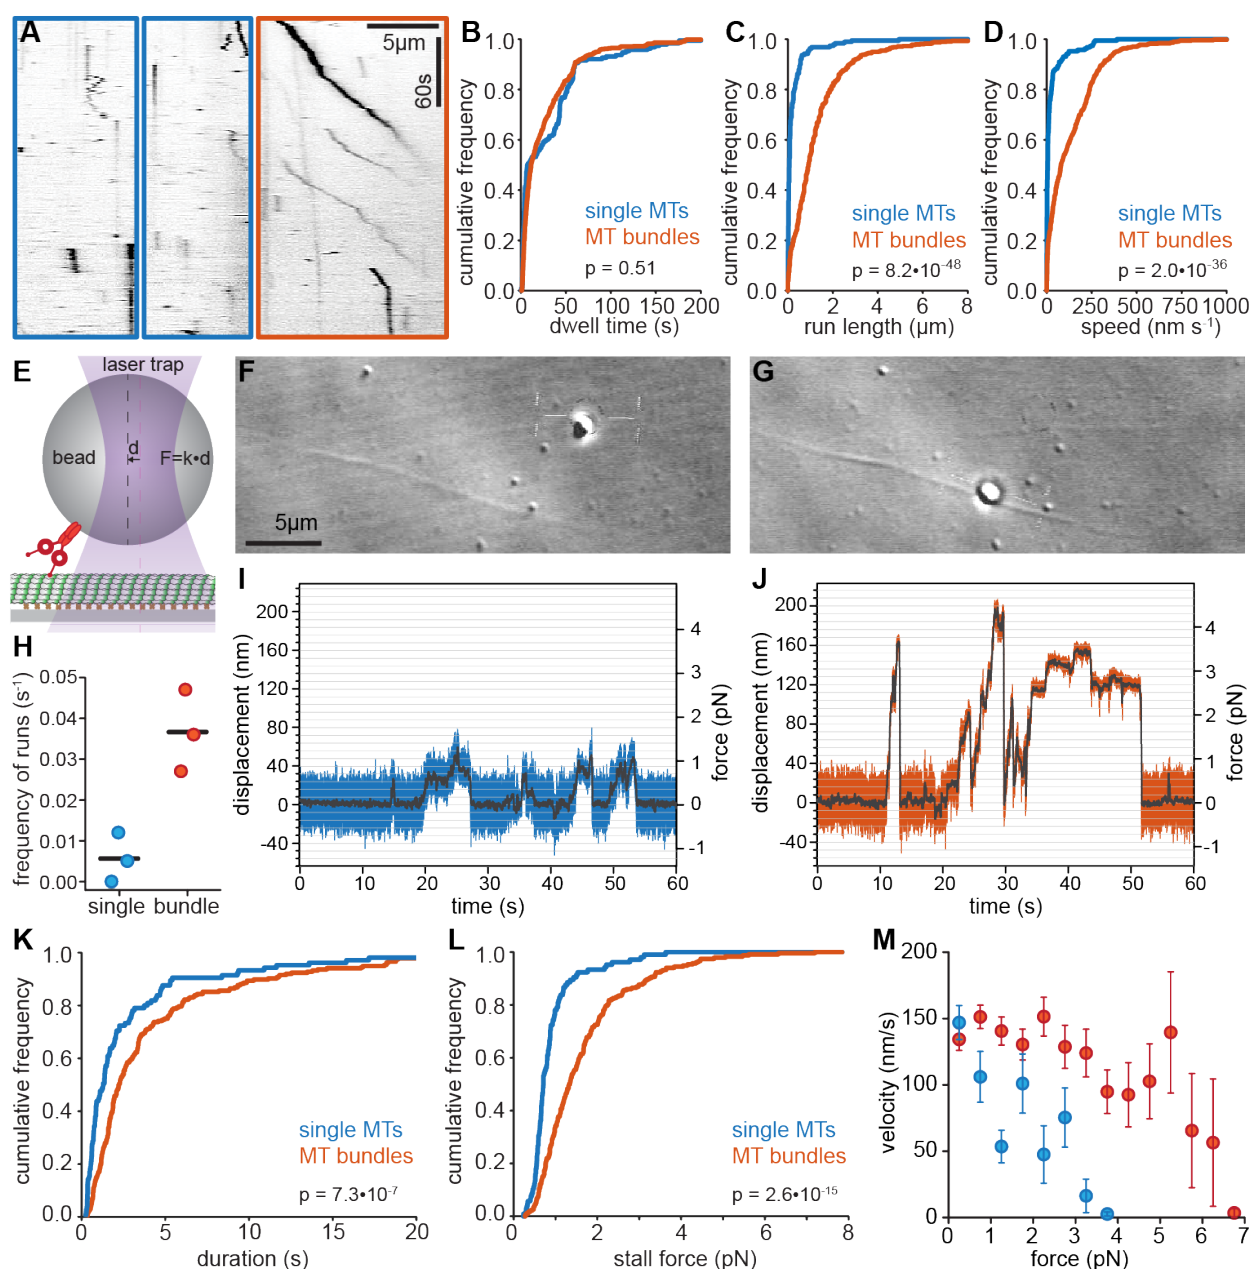 A
5µm
60s
B
cumulative frequency
1.0
0.8
0.6
0.4
0.2
0.0
single MTs
MT bundles
p = 0.51
0 50 100 150 200
dwell time (s)
C
cumulative frequency
1.0
0.8
0.6
0.4
0.2
0.0
single MTs
MT bundles
p = 8.2•10⁻⁴⁸
0 2 4 6 8
run length (µm)
D
cumulative frequency
1.0
0.8
0.6
0.4
0.2
0.0
single MTs
MT bundles
p = 2.0•10⁻³⁶
0 250 500 750 1000
speed (nm s⁻¹)
E
laser trap
bead
d
F=k•d
F
5µm
G
H
frequency of runs (s⁻¹)
0.05
0.04
0.03
0.02
0.01
0.00
single bundle
I
displacement (nm)
200
160
120
80
40
0
-40
force (pN)
4
3
2
1
0
-1
0 10 20 30 40 50 60
time (s)
J
displacement (nm)
200
160
120
80
40
0
-40
force (pN)
4
3
2
1
0
-1
0 10 20 30 40 50 60
time (s)
K
cumulative frequency
1.0
0.8
0.6
0.4
0.2
0.0
single MTs
MT bundles
p = 7.3•10⁻⁷
0 5 10 15 20
duration (s)
L
cumulative frequency
1.0
0.8
0.6
0.4
0.2
0.0
single MTs
MT bundles
p = 2.6•10⁻¹⁵
0 2 4 6 8
stall force (pN)
M
velocity (nm/s)
200
150
100
50
0
0 1 2 3 4 5 6 7
force (pN)